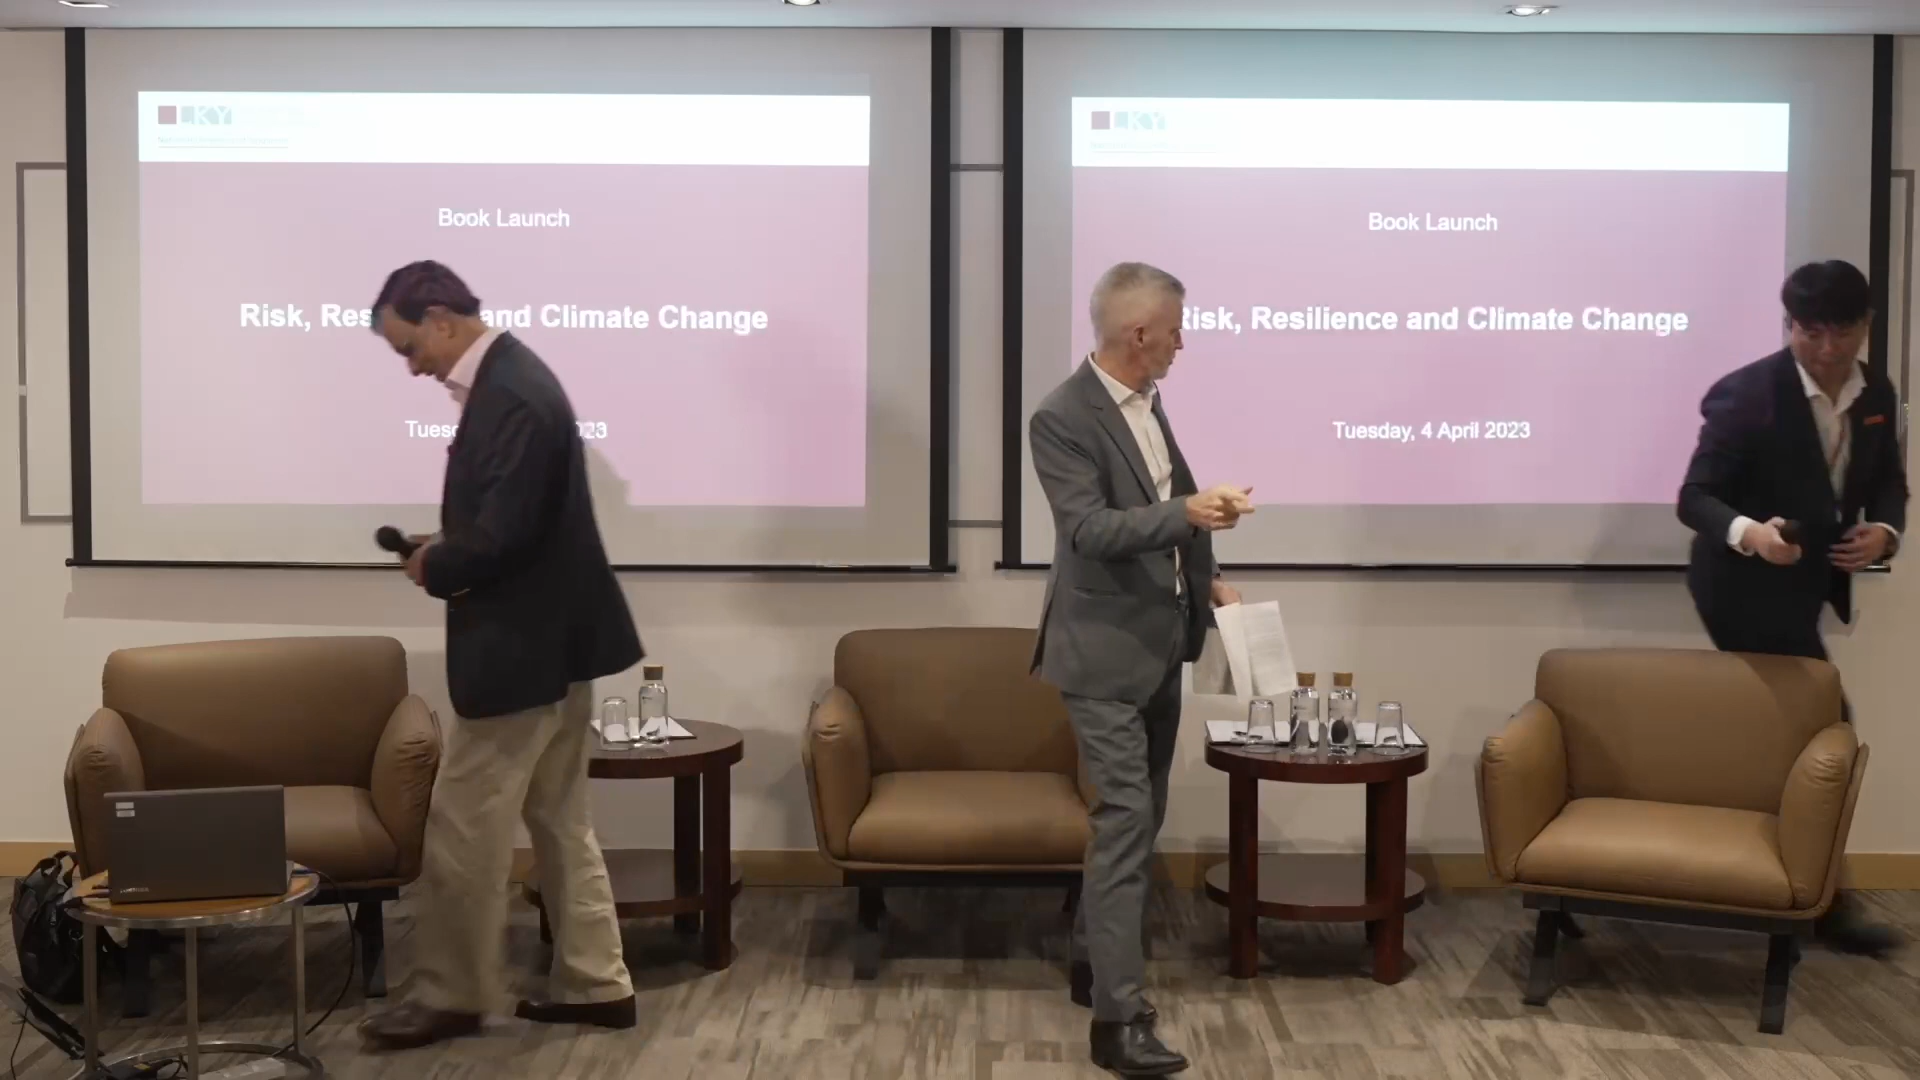 LKY
Book Launch
Risk, Res and Climate Change
Tues 023
LKY
Book Launch
Risk, Resilience and Climate Change
Tuesday, 4 April 2023